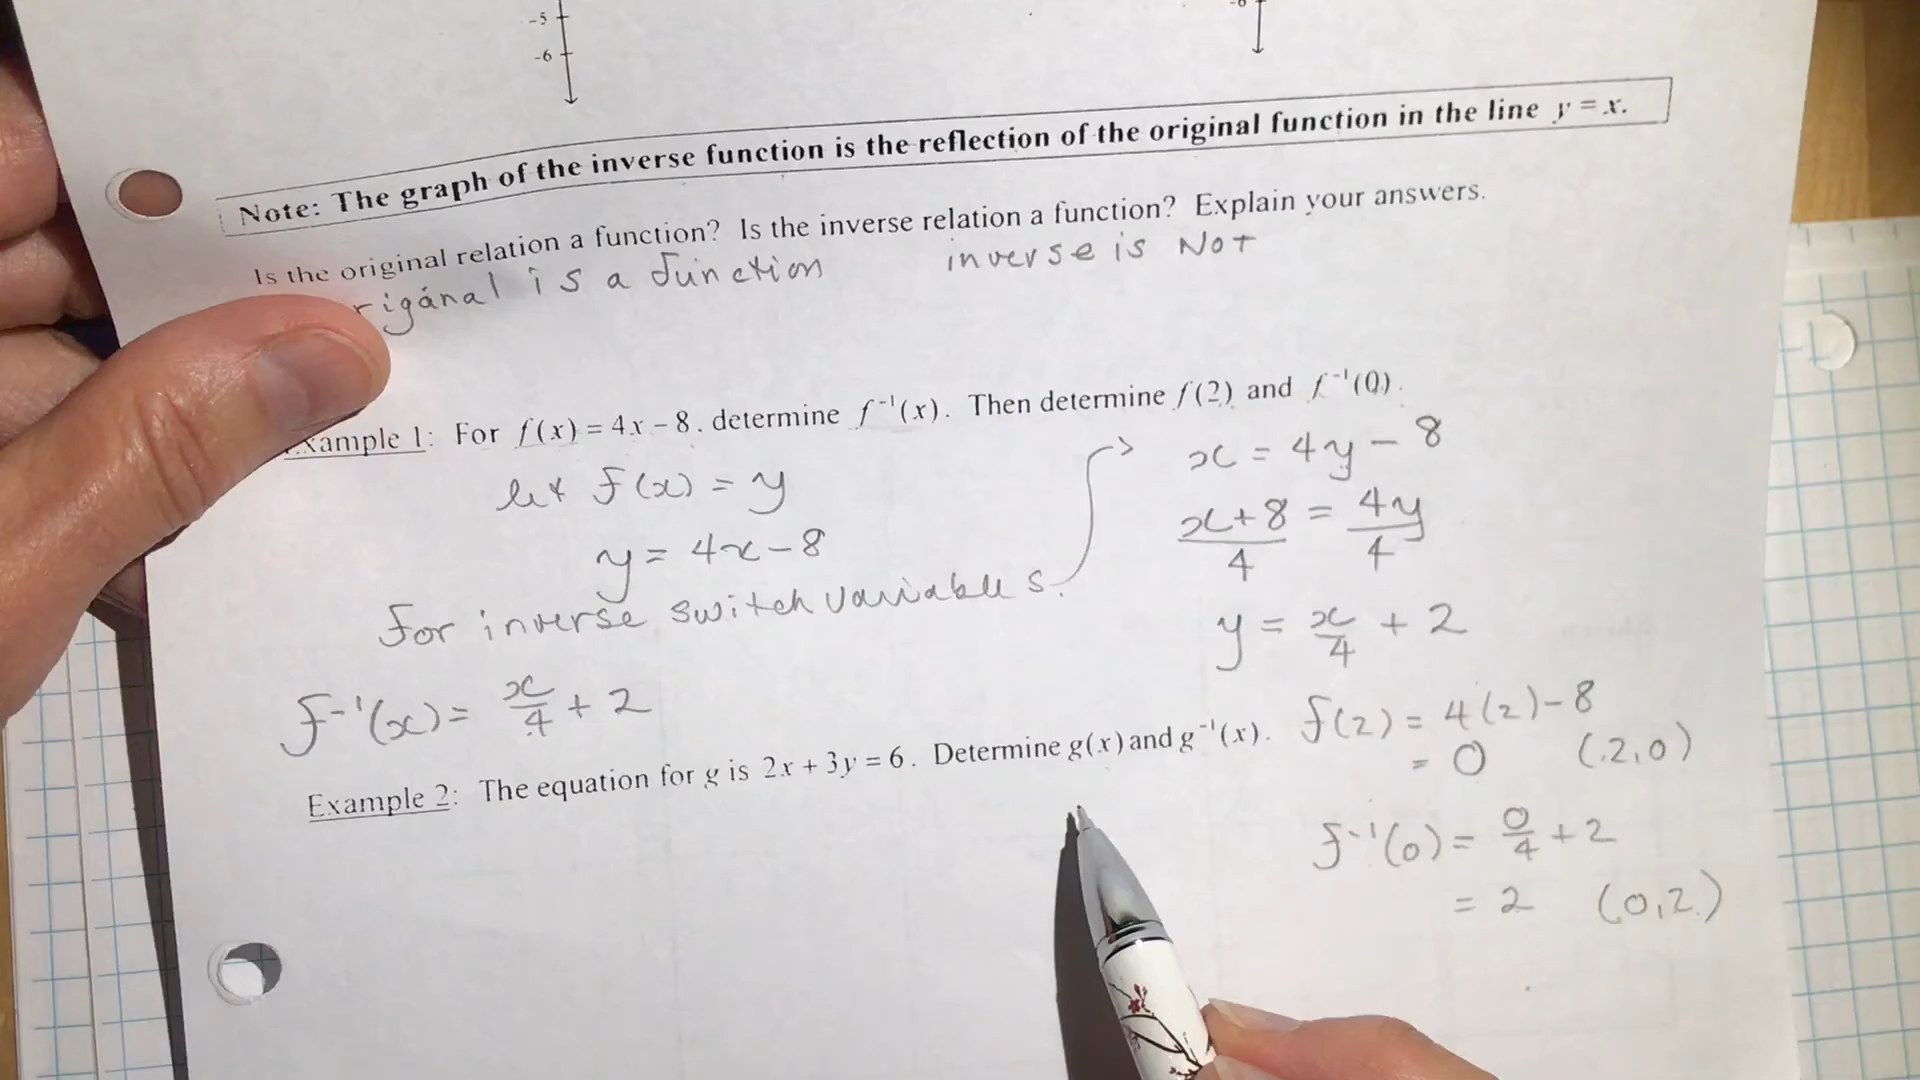 -5
-6
-6
Note: The graph of the inverse function is the reflection of the original function in the line y = x.
Is the original relation a function? Is the inverse relation a function? Explain your answers.
riganal is a function
inverse is NOT
xample 1: For f(x) = 4x – 8. determine f⁻¹(x). Then determine f(2) and f⁻¹(0).
let f(x) = y
y = 4x - 8
For inverse switch variables.
f⁻¹(x) = x/4 + 2
x = 4y - 8
(x+8)/4 = 4y/4
y = x/4 + 2
f(2) = 4(2) - 8
= 0 (2,0)
f⁻¹(0) = 0/4 + 2
= 2 (0,2)
Example 2: The equation for g is 2x + 3y = 6. Determine g(x) and g⁻¹(x).